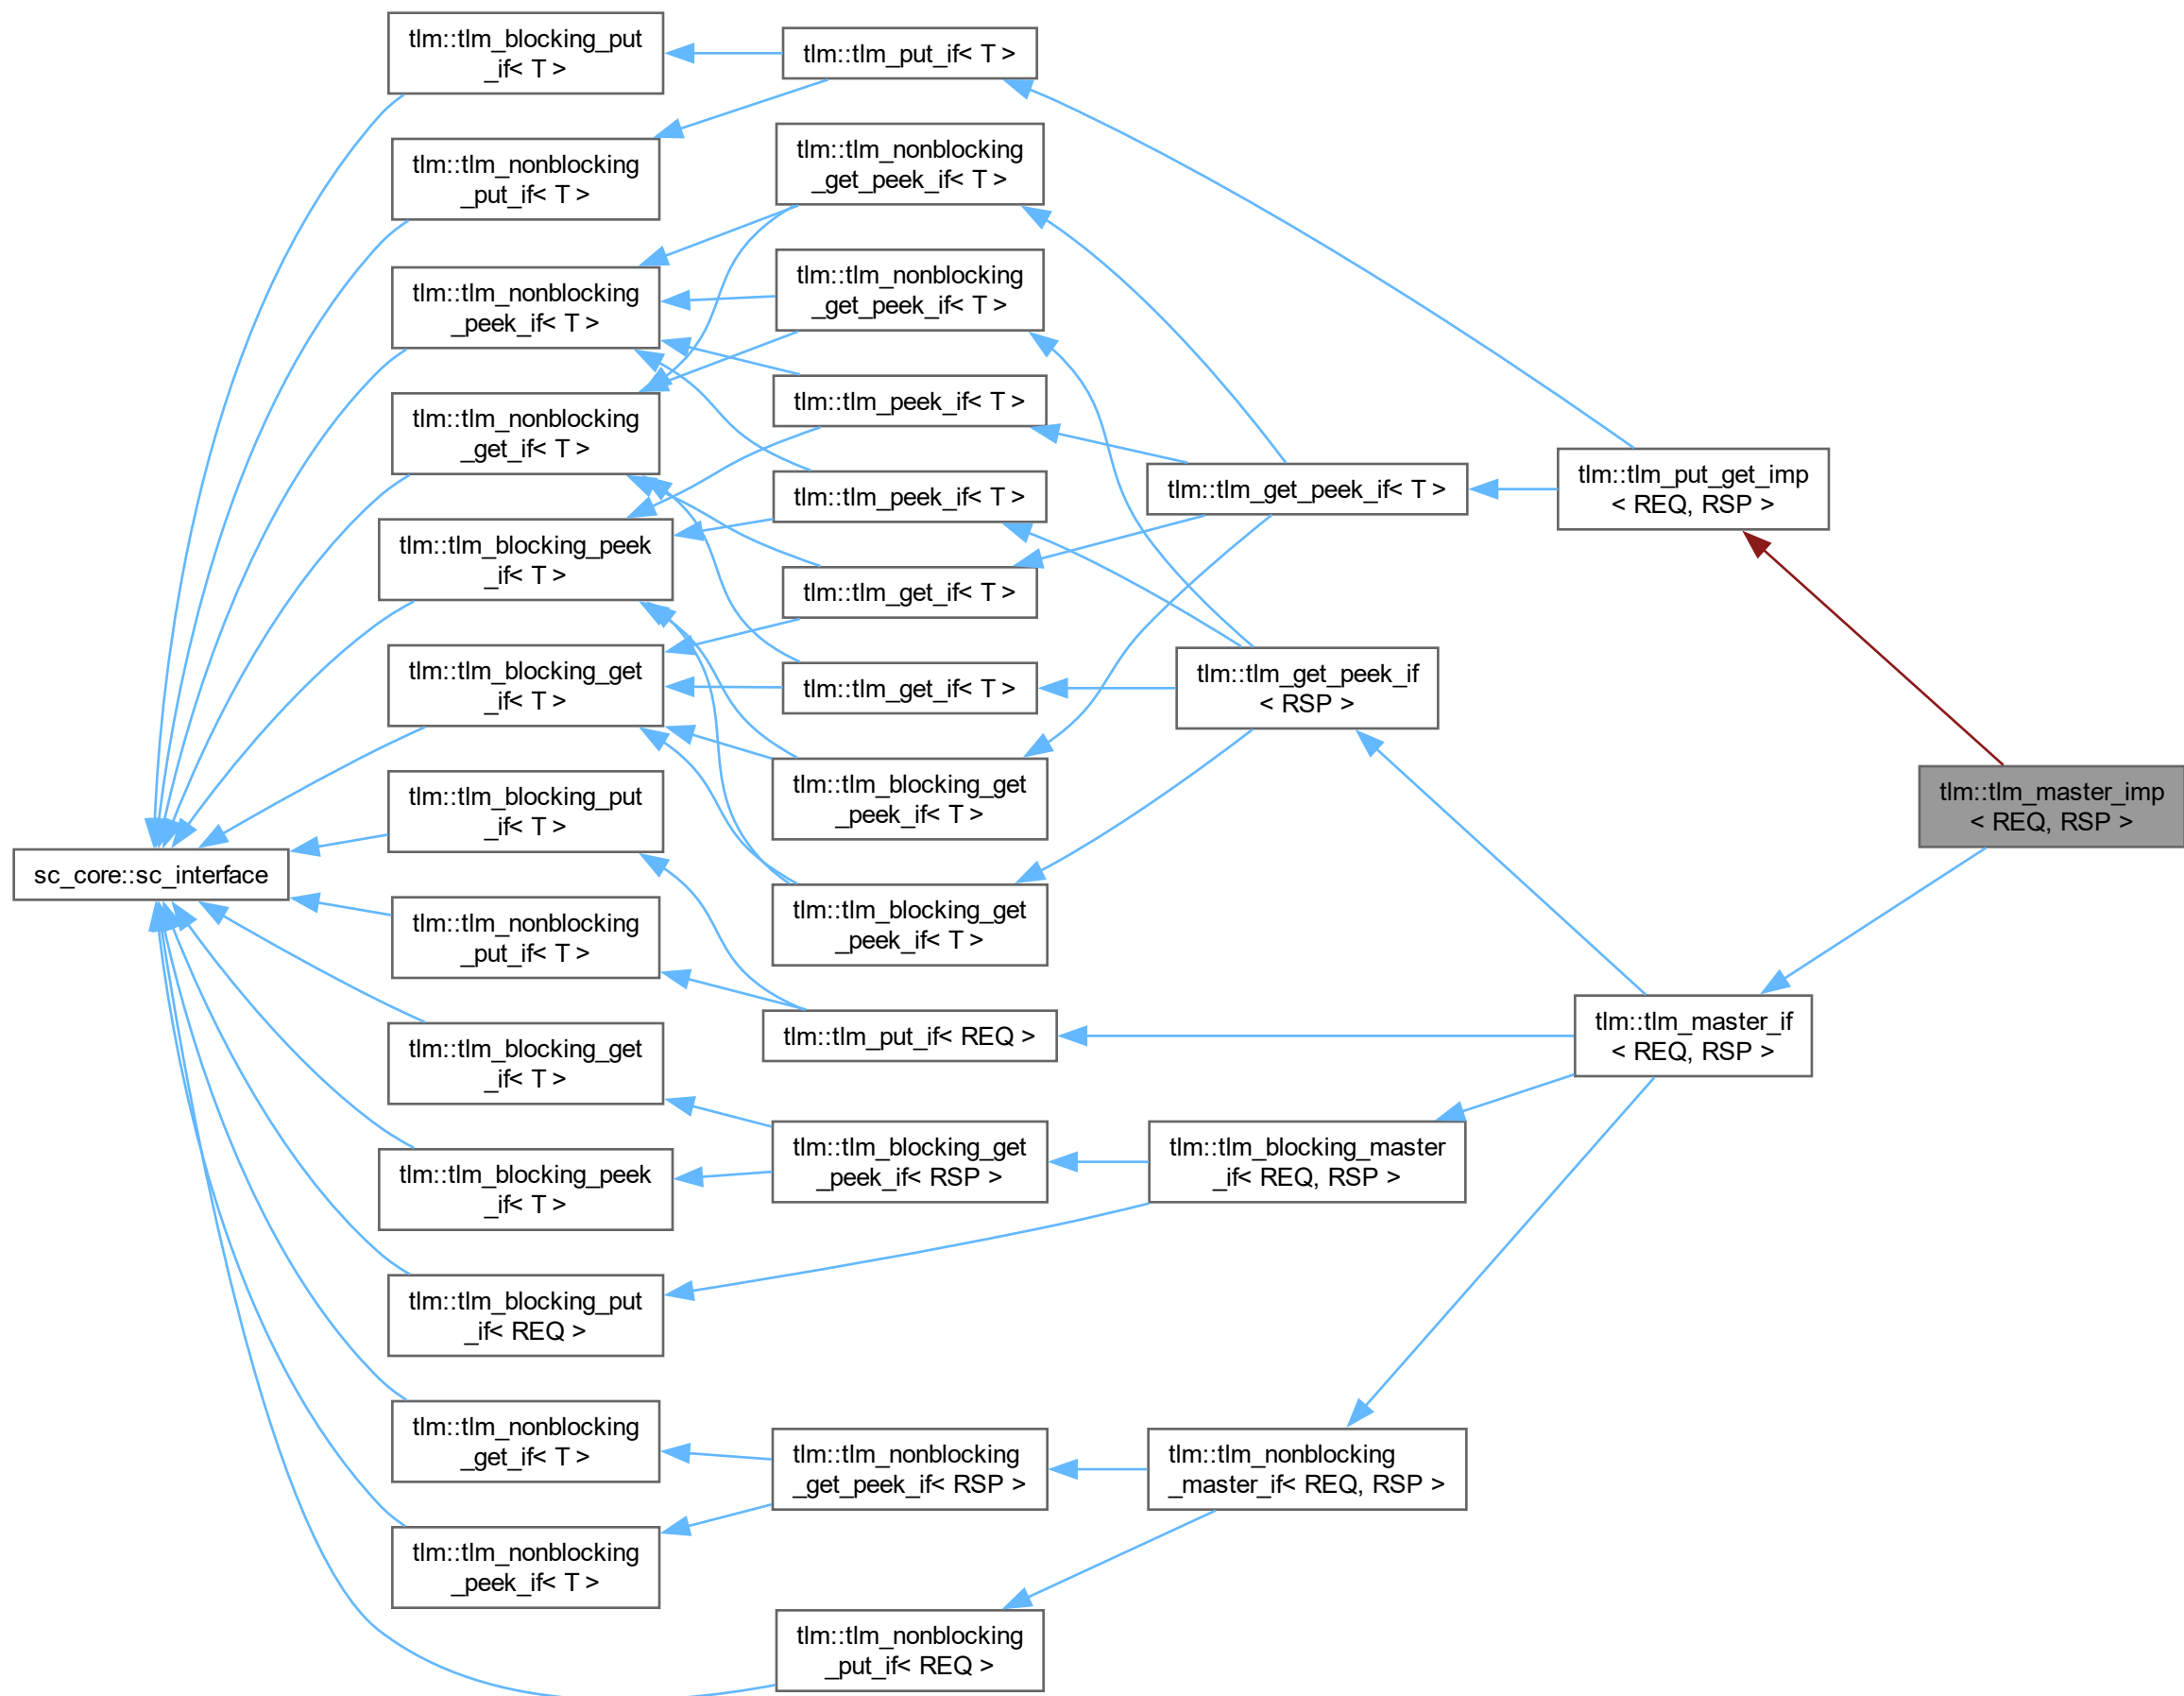 tlm::tlm_blocking_put
_if< T >
tlm::tlm_nonblocking
_put_if< T >
tlm::tlm_nonblocking
_peek_if< T >
tlm::tlm_nonblocking
_get_if< T >
tlm::tlm_blocking_peek
_if< T >
tlm::tlm_blocking_get
_if< T >
tlm::tlm_blocking_put
_if< T >
sc_core::sc_interface
tlm::tlm_nonblocking
_put_if< T >
tlm::tlm_blocking_get
_if< T >
tlm::tlm_blocking_peek
_if< T >
tlm::tlm_blocking_put
_if< REQ >
tlm::tlm_nonblocking
_get_if< T >
tlm::tlm_nonblocking
_peek_if< T >
tlm::tlm_put_if< T >
tlm::tlm_nonblocking
_get_peek_if< T >
tlm::tlm_nonblocking
_get_peek_if< T >
tlm::tlm_peek_if< T >
tlm::tlm_peek_if< T >
tlm::tlm_get_if< T >
tlm::tlm_get_if< T >
tlm::tlm_blocking_get
_peek_if< T >
tlm::tlm_blocking_get
_peek_if< T >
tlm::tlm_put_if< REQ >
tlm::tlm_blocking_get
_peek_if< RSP >
tlm::tlm_nonblocking
_get_peek_if< RSP >
tlm::tlm_nonblocking
_put_if< REQ >
tlm::tlm_get_peek_if< T >
tlm::tlm_get_peek_if
< RSP >
tlm::tlm_blocking_master
_if< REQ, RSP >
tlm::tlm_nonblocking
_master_if< REQ, RSP >
tlm::tlm_put_get_imp
< REQ, RSP >
tlm::tlm_master_if
< REQ, RSP >
tlm::tlm_master_imp
< REQ, RSP >